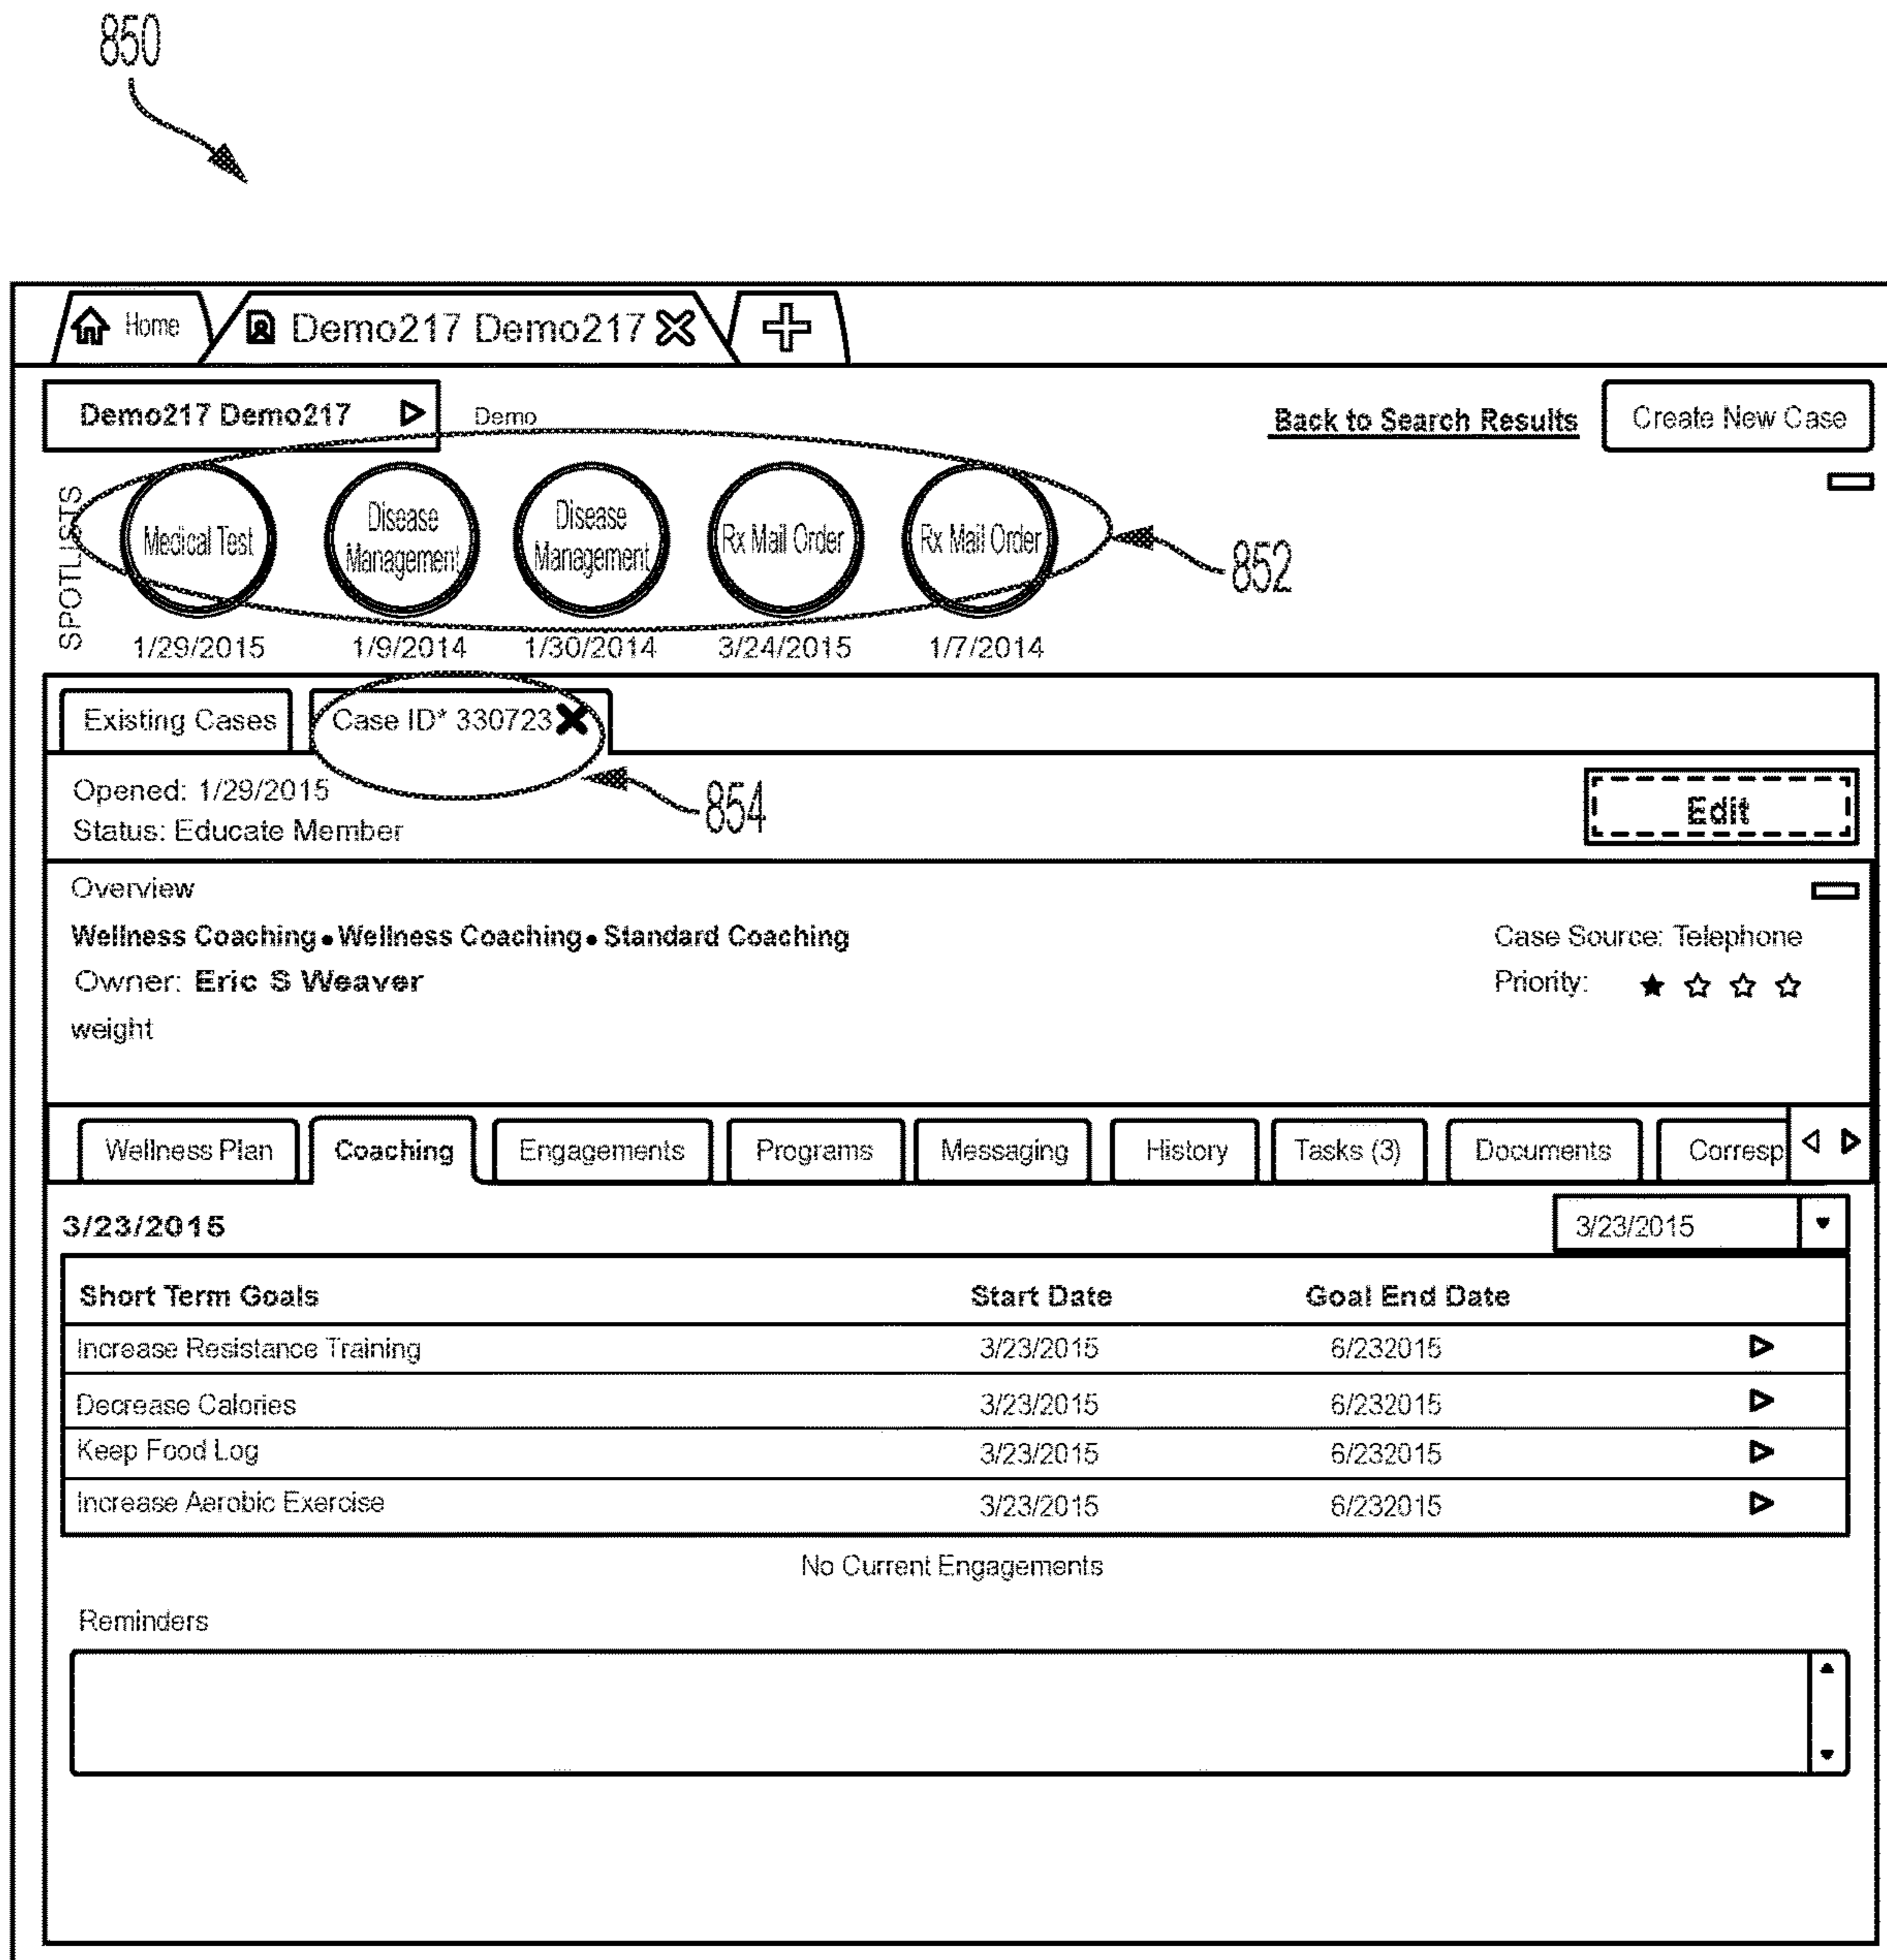 850
Home
Demo217 Demo217
Demo217 Demo217
Demo
Back to Search Results
Create New Case
SPOTLISTS
Medical Test
Disease
Management
Disease
Management
Rx Mail Order
Rx Mail Order
852
1/29/2015 1/9/2014 1/30/2014 3/24/2015 1/7/2014
Existing Cases
Case ID* 330723
854
Opened: 1/29/2015
Status: Educate Member
Edit
Overview
Wellness Coaching • Wellness Coaching • Standard Coaching
Case Source: Telephone
Owner: Eric S Weaver
Priority:
weight
Wellness Plan Coaching Engagements Programs Messaging History Tasks (3) Documents Corresp
3/23/2015
3/23/2015
Short Term Goals Start Date Goal End Date
Increase Resistance Training 3/23/2015 6/232015
Decrease Calories 3/23/2015 6/232015
Keep Food Log 3/23/2015 6/232015
Increase Aerobic Exercise 3/23/2015 6/232015
No Current Engagements
Reminders